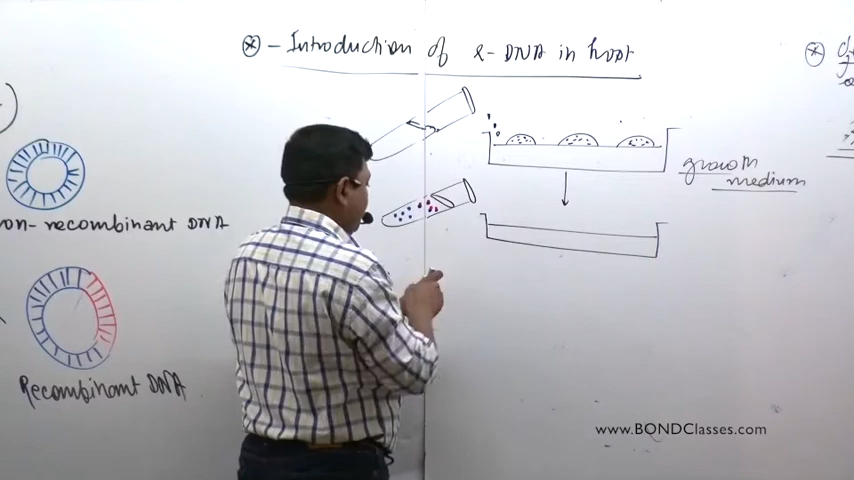 Introduction of r-DNA in host
growth
medium
non-recombinant DNA
Recombinant DNA
www.BONDClasses.com